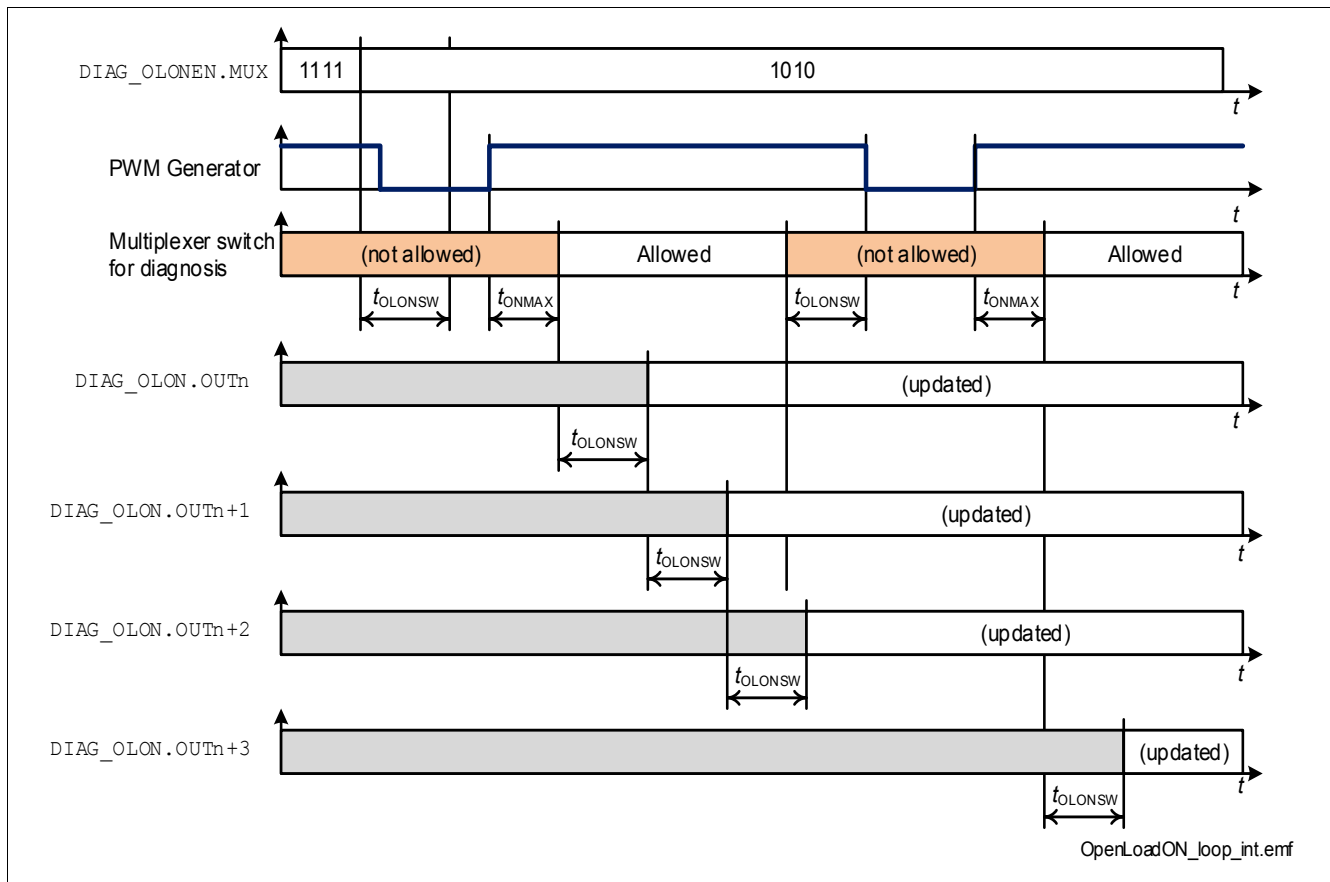 DIAG_OLONEN.MUX
1111
1010
t
PWM Generator
t
Multiplexer switch
for diagnosis
(not allowed)
Allowed
(not allowed)
Allowed
t
tOLONSW
tONMAX
tOLONSW
tONMAX
DIAG_OLON.OUTn
(updated)
t
tOLONSW
DIAG_OLON.OUTn+1
(updated)
t
tOLONSW
DIAG_OLON.OUTn+2
(updated)
t
tOLONSW
DIAG_OLON.OUTn+3
(updated)
t
tOLONSW
OpenLoadON_loop_int.emf